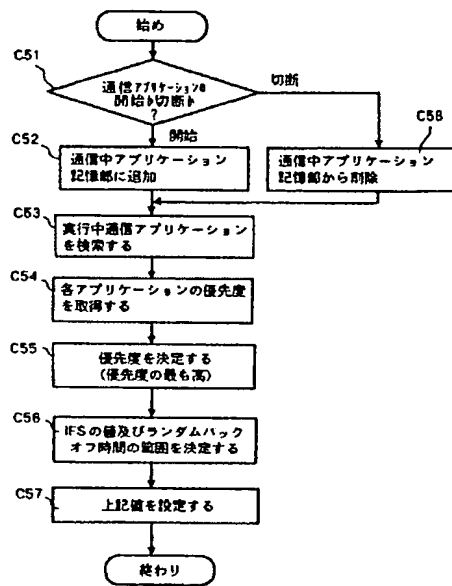 始め
C51
通信アプリケーションの
開始か切断か
?
切断
開始
C52
通信中アプリケーション
記憶部に追加
C58
通信中アプリケーション
記憶部から削除
C53
実行中通信アプリケーション
を検索する
C54
各アプリケーションの優先度
を取得する
C55
優先度を決定する
(優先度の最も高)
C56
IFSの値及びランダムバック
オフ時間の範囲を決定する
C57
上記値を設定する
終わり